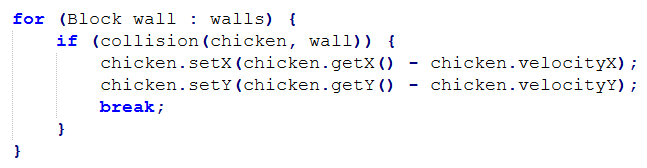 for (Block wall : walls) {
    if (collision(chicken, wall)) {
        chicken.setX(chicken.getX() - chicken.velocityX);
        chicken.setY(chicken.getY() - chicken.velocityY);
        break;
    }
}